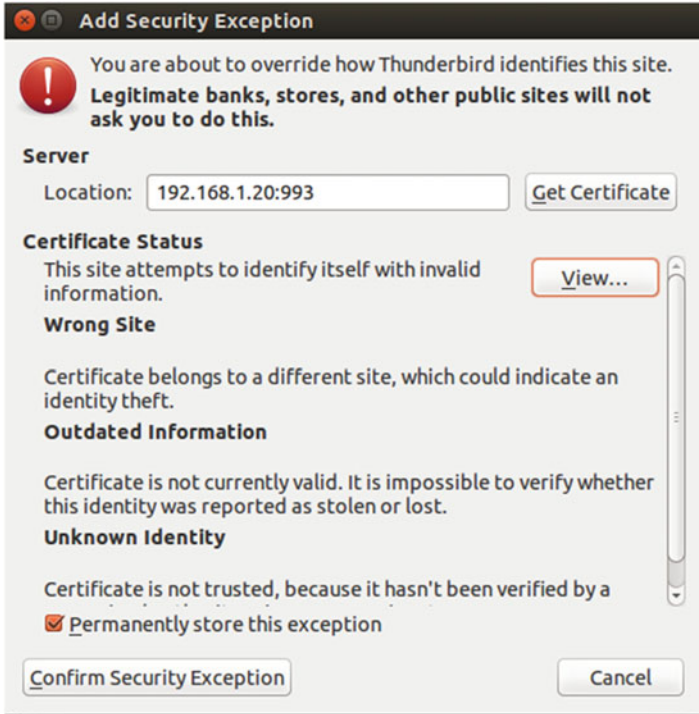 Add Security Exception
You are about to override how Thunderbird identifies this site.
Legitimate banks, stores, and other public sites will not
ask you to do this.
Server
Location: 192.168.1.20:993 Get Certificate
Certificate Status
This site attempts to identify itself with invalid
information.
View...
Wrong Site
Certificate belongs to a different site, which could indicate an
identity theft.
Outdated Information
Certificate is not currently valid. It is impossible to verify whether
this identity was reported as stolen or lost.
Unknown Identity
Certificate is not trusted, because it hasn't been verified by a
Permanently store this exception
Confirm Security Exception Cancel